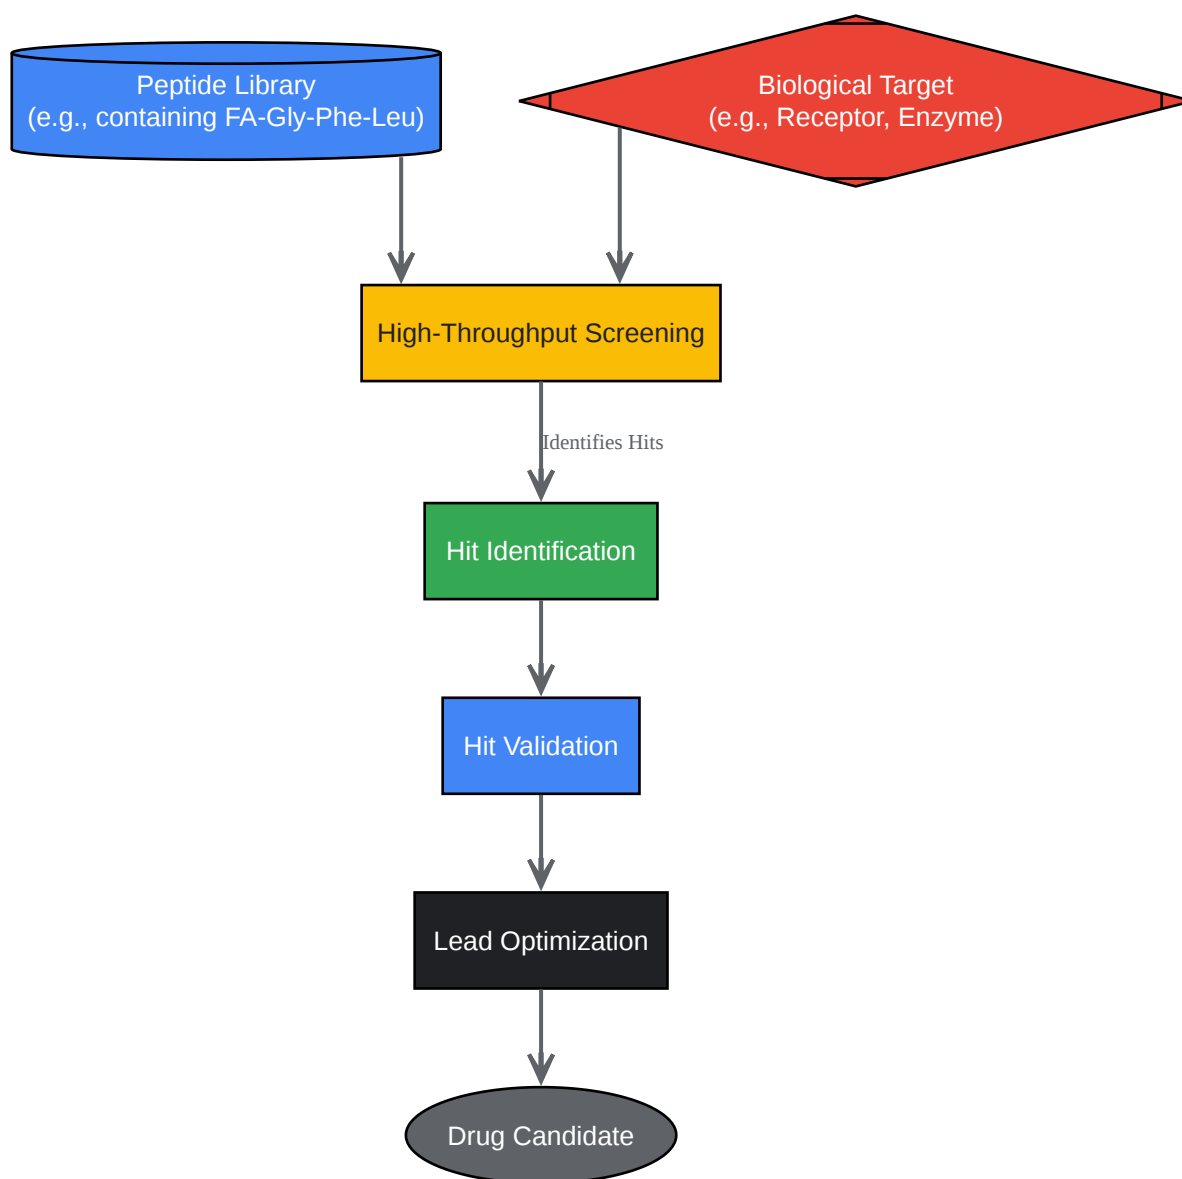 Peptide Library
(e.g., containing FA-Gly-Phe-Leu)
Biological Target
(e.g., Receptor, Enzyme)
High-Throughput Screening
Identifies Hits
Hit Identification
Hit Validation
Lead Optimization
Drug Candidate